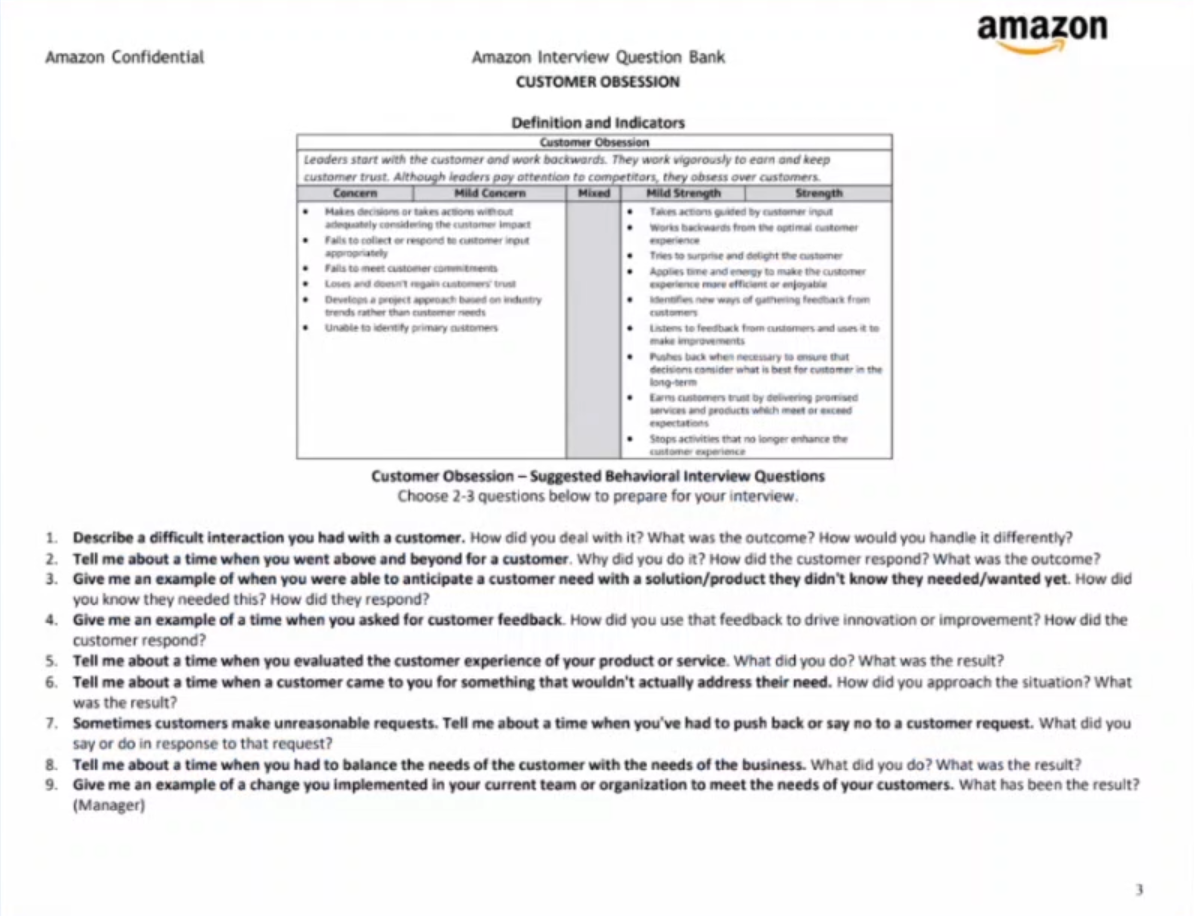 amazon
Amazon Confidential
Amazon Interview Question Bank
CUSTOMER OBSESSION
Definition and Indicators
Customer Obsession
Leaders start with the customer and work backwards. They work vigorously to earn and keep
customer trust. Although leaders pay attention to competitors, they obsess over customers.
Concern
Mild Concern
Mixed
Mild Strength
Strength
• Makes decisions or takes actions without
adequately considering the customer impact
• Fails to collect or respond to customer input
appropriately
• Fails to meet customer commitments
• Loses and doesn't regain customers' trust
• Develops a project approach based on industry
trends rather than customer needs
• Unable to identify primary customers
• Takes actions guided by customer input
• Works backwards from the optimal customer
experience
• Tries to surprise and delight the customer
• Applies time and energy to make the customer
experience more efficient or enjoyable
• Identifies new ways of gathering feedback from
customers
• Listens to feedback from customers and uses it to
make improvements
• Pushes back when necessary to ensure that
decisions consider what is best for customer in the
long-term
• Earns customers trust by delivering promised
services and products which meet or exceed
expectations
• Stops activities that no longer enhance the
customer experience
Customer Obsession – Suggested Behavioral Interview Questions
Choose 2-3 questions below to prepare for your interview.
1. Describe a difficult interaction you had with a customer. How did you deal with it? What was the outcome? How would you handle it differently?
2. Tell me about a time when you went above and beyond for a customer. Why did you do it? How did the customer respond? What was the outcome?
3. Give me an example of when you were able to anticipate a customer need with a solution/product they didn't know they needed/wanted yet. How did
you know they needed this? How did they respond?
4. Give me an example of a time when you asked for customer feedback. How did you use that feedback to drive innovation or improvement? How did the
customer respond?
5. Tell me about a time when you evaluated the customer experience of your product or service. What did you do? What was the result?
6. Tell me about a time when a customer came to you for something that wouldn't actually address their need. How did you approach the situation? What
was the result?
7. Sometimes customers make unreasonable requests. Tell me about a time when you've had to push back or say no to a customer request. What did you
say or do in response to that request?
8. Tell me about a time when you had to balance the needs of the customer with the needs of the business. What did you do? What was the result?
9. Give me an example of a change you implemented in your current team or organization to meet the needs of your customers. What has been the result?
(Manager)
3